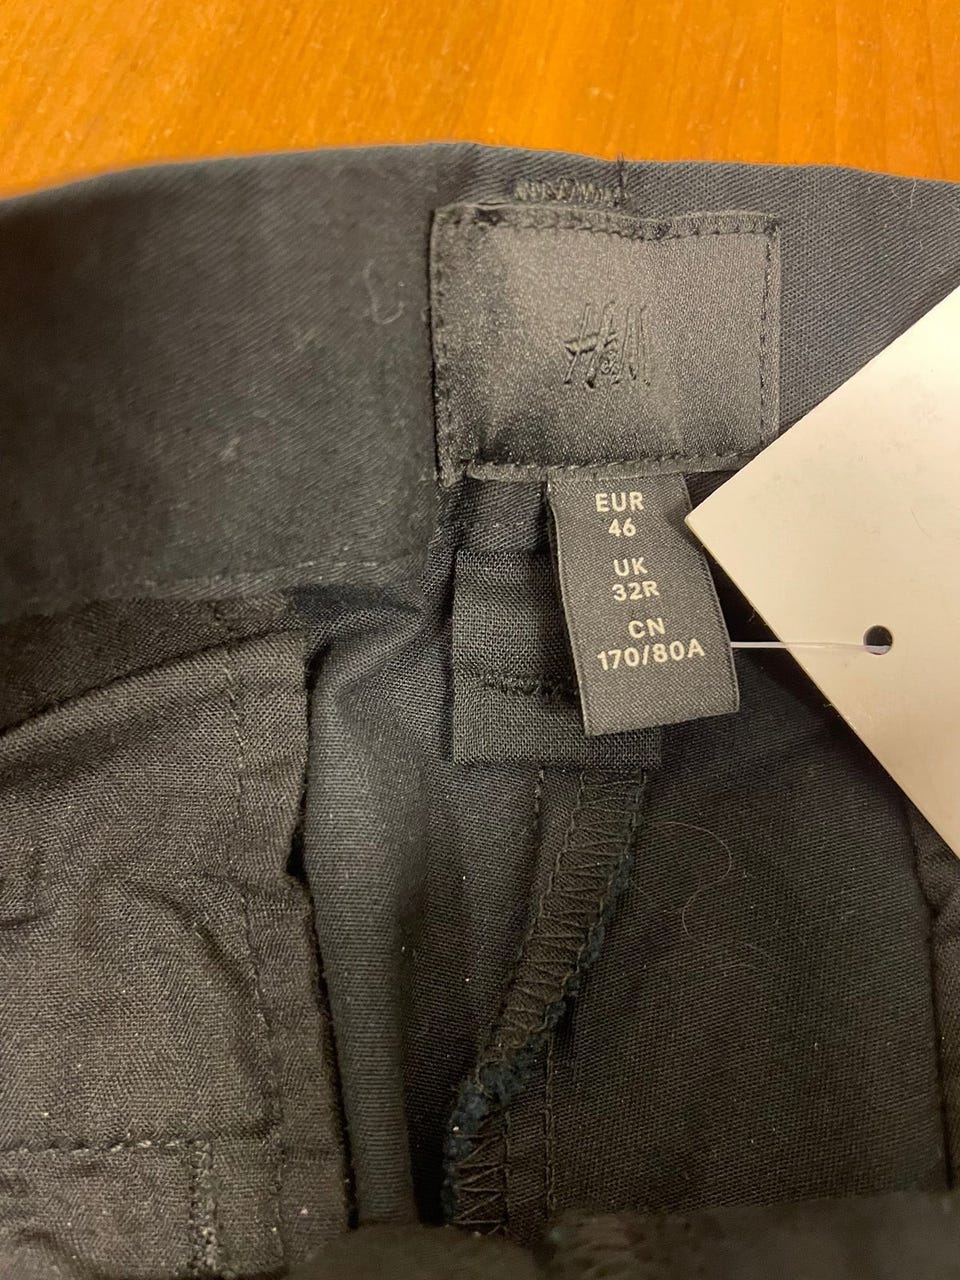 H&M
EUR
46
UK
32R
CN
170/80A